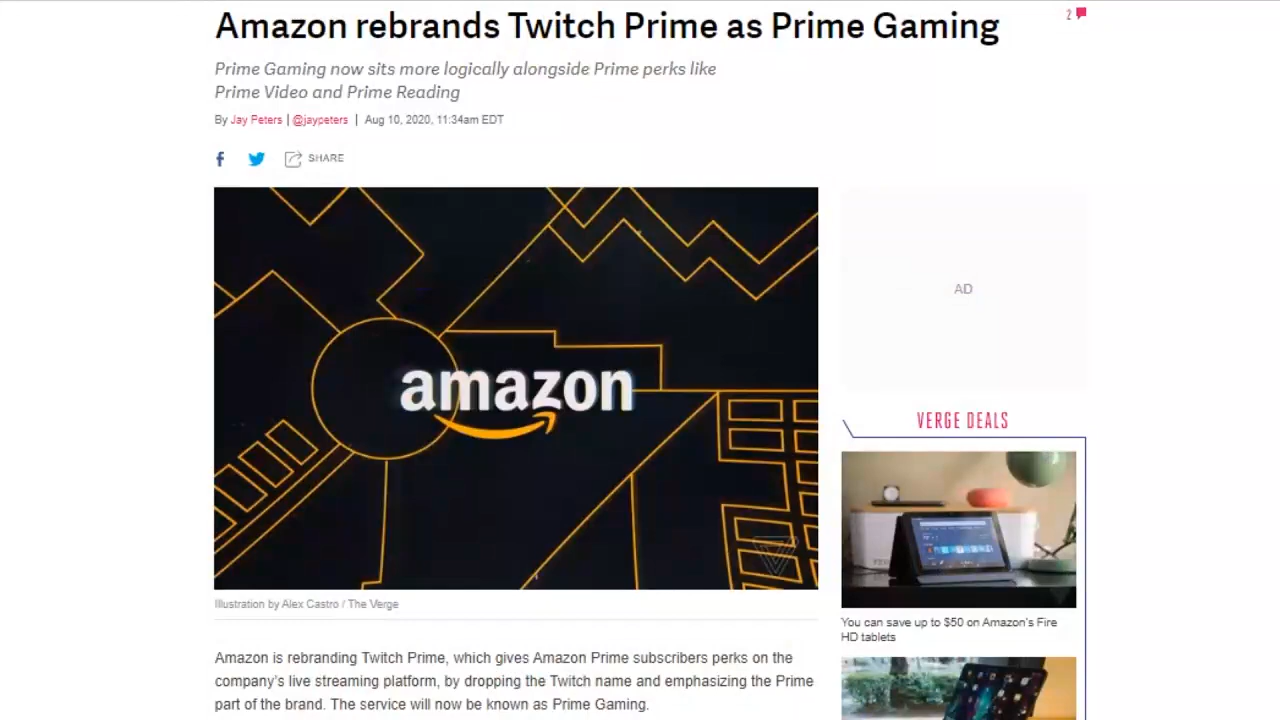 Amazon rebrands Twitch Prime as Prime Gaming
2
Prime Gaming now sits more logically alongside Prime perks like
Prime Video and Prime Reading
By Jay Peters | @jaypeters | Aug 10, 2020, 11:34am EDT
f
SHARE
amazon
Illustration by Alex Castro / The Verge
Amazon is rebranding Twitch Prime, which gives Amazon Prime subscribers perks on the
company's live streaming platform, by dropping the Twitch name and emphasizing the Prime
part of the brand. The service will now be known as Prime Gaming.
AD
VERGE DEALS
You can save up to $50 on Amazon's Fire
HD tablets